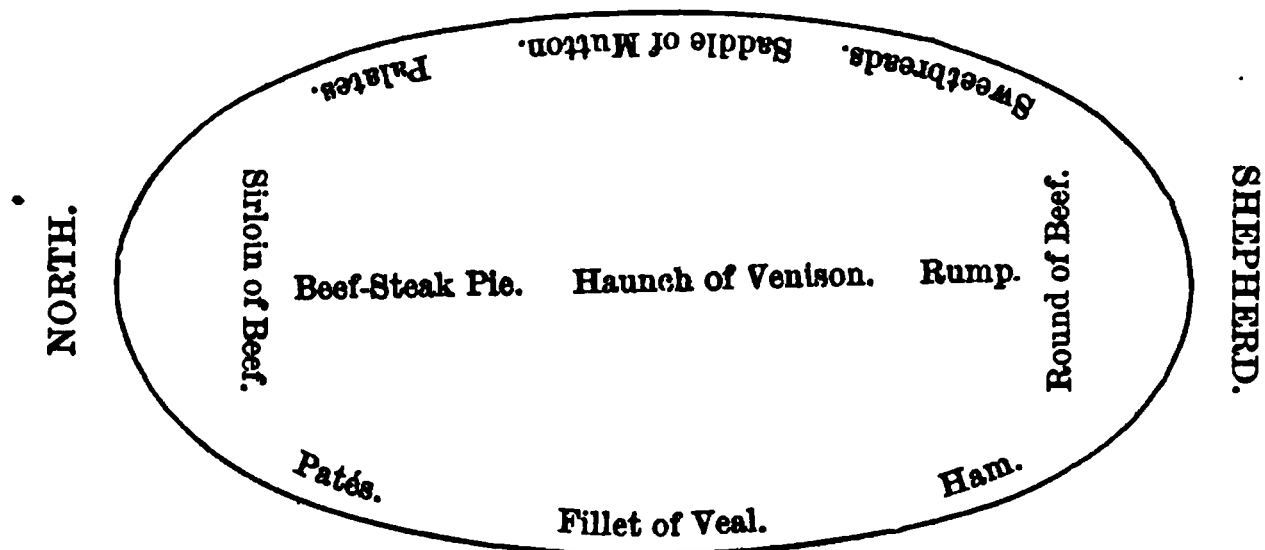 Palates.
Saddle of Mutton.
Sweetbreads.
NORTH.
Sirloin of Beef.
Beef-Steak Pie.
Haunch of Venison.
Rump.
Round of Beef.
SHEPHERD.
Patés.
Fillet of Veal.
Ham.